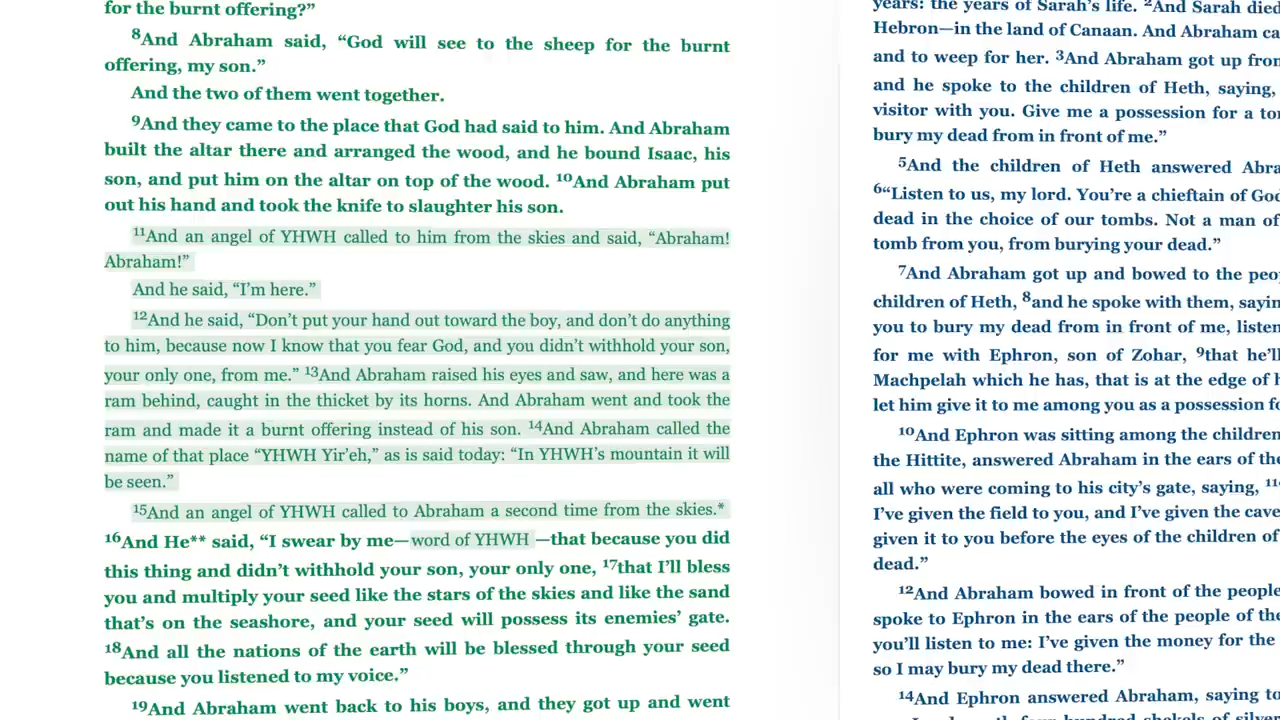 for the burnt offering?”
⁸And Abraham said, “God will see to the sheep for the burnt
offering, my son.”
And the two of them went together.
⁹And they came to the place that God had said to him. And Abraham
built the altar there and arranged the wood, and he bound Isaac, his
son, and put him on the altar on top of the wood. ¹⁰And Abraham put
out his hand and took the knife to slaughter his son.
¹¹And an angel of YHWH called to him from the skies and said, “Abraham!
Abraham!”
And he said, “I’m here.”
¹²And he said, “Don’t put your hand out toward the boy, and don’t do anything
to him, because now I know that you fear God, and you didn’t withhold your son,
your only one, from me.” ¹³And Abraham raised his eyes and saw, and here was a
ram behind, caught in the thicket by its horns. And Abraham went and took the
ram and made it a burnt offering instead of his son. ¹⁴And Abraham called the
name of that place “YHWH Yir’eh,” as is said today: “In YHWH’s mountain it will
be seen.”
¹⁵And an angel of YHWH called to Abraham a second time from the skies.*
¹⁶And He** said, “I swear by me—word of YHWH —that because you did
this thing and didn’t withhold your son, your only one, ¹⁷that I’ll bless
you and multiply your seed like the stars of the skies and like the sand
that’s on the seashore, and your seed will possess its enemies’ gate.
¹⁸And all the nations of the earth will be blessed through your seed
because you listened to my voice.”
¹⁹And Abraham went back to his boys, and they got up and went
years: the years of Sarah’s life. ²And Sarah died
Hebron—in the land of Canaan. And Abraham ca
and to weep for her. ³And Abraham got up from
and he spoke to the children of Heth, saying,
visitor with you. Give me a possession for a to
bury my dead from in front of me.”
⁵And the children of Heth answered Abra
⁶“Listen to us, my lord. You’re a chieftain of God
dead in the choice of our tombs. Not a man of
tomb from you, from burying your dead.”
⁷And Abraham got up and bowed to the peo
children of Heth, ⁸and he spoke with them, sayin
you to bury my dead from in front of me, listen
for me with Ephron, son of Zohar, ⁹that he’ll
Machpelah which he has, that is at the edge of h
let him give it to me among you as a possession fo
¹⁰And Ephron was sitting among the children
the Hittite, answered Abraham in the ears of the
all who were coming to his city’s gate, saying, ¹¹
I’ve given the field to you, and I’ve given the cave
given it to you before the eyes of the children of
dead.”
¹²And Abraham bowed in front of the people
spoke to Ephron in the ears of the people of the
you’ll listen to me: I’ve given the money for the
so I may bury my dead there.”
¹⁴And Ephron answered Abraham, saying to